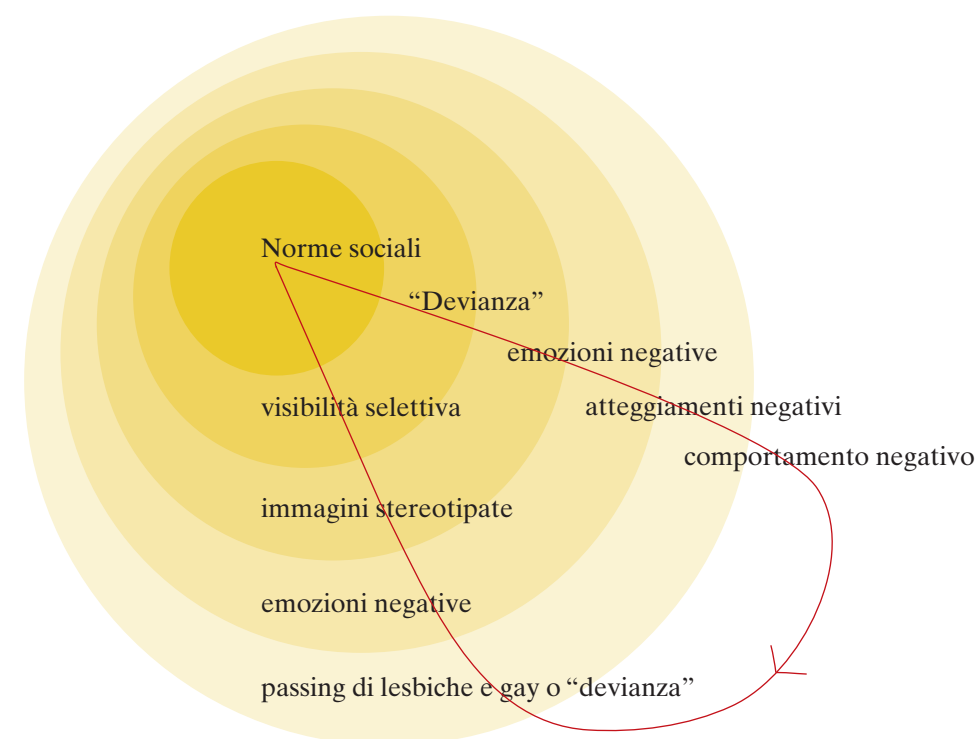 Norme sociali
“Devianza”
emozioni negative
visibilità selettiva
atteggiamenti negativi
comportamento negativo
immagini stereotipate
emozioni negative
passing di lesbiche e gay o “devianza”